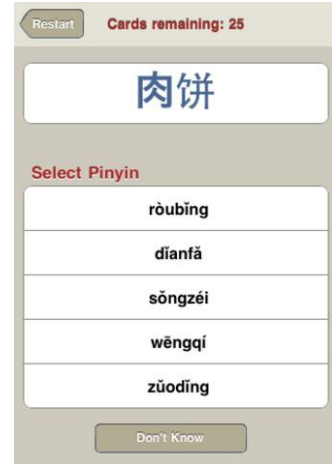 Restart
Cards remaining: 25
肉饼
Select Pinyin
ròubǐng
dǐanfǎ
sǒngzéi
wēngqí
zǔodǐng
Don't Know